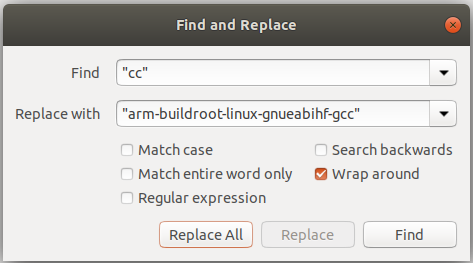 Find and Replace
Find "cc"
Replace with "arm-buildroot-linux-gnueabihf-gcc"
Match case Search backwards
Match entire word only Wrap around
Regular expression
Replace All Replace Find